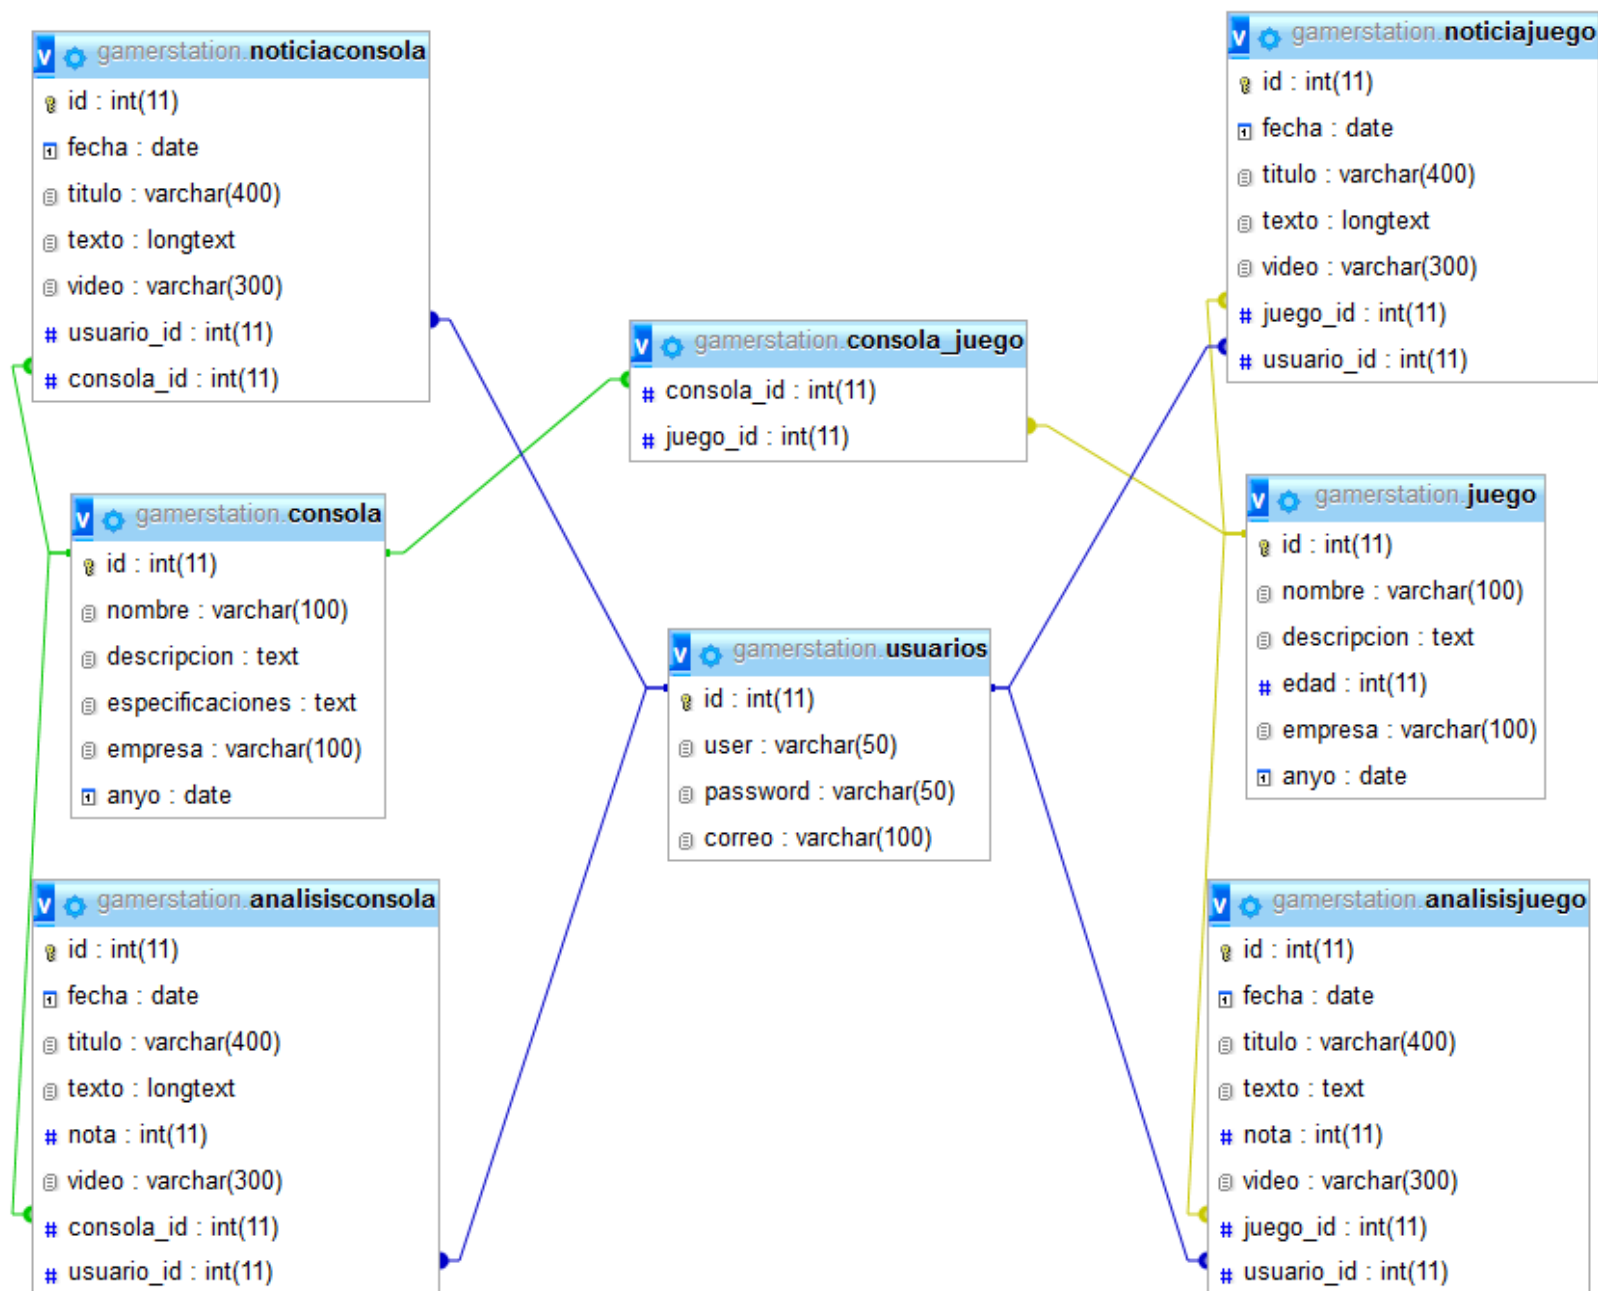 gamerstation.noticiaconsola
id : int(11)
fecha : date
titulo : varchar(400)
texto : longtext
video : varchar(300)
# usuario_id : int(11)
# consola_id : int(11)
gamerstation.noticiajuego
id : int(11)
fecha : date
titulo : varchar(400)
texto : longtext
video : varchar(300)
# juego_id : int(11)
# usuario_id : int(11)
gamerstation.consola_juego
# consola_id : int(11)
# juego_id : int(11)
gamerstation.consola
id : int(11)
nombre : varchar(100)
descripcion : text
especificaciones : text
empresa : varchar(100)
anyo : date
gamerstation.usuarios
id : int(11)
user : varchar(50)
password : varchar(50)
correo : varchar(100)
gamerstation.juego
id : int(11)
nombre : varchar(100)
descripcion : text
# edad : int(11)
empresa : varchar(100)
anyo : date
gamerstation.analisisconsola
id : int(11)
fecha : date
titulo : varchar(400)
texto : longtext
# nota : int(11)
video : varchar(300)
# consola_id : int(11)
# usuario_id : int(11)
gamerstation.analisisjuego
id : int(11)
fecha : date
titulo : varchar(400)
texto : text
# nota : int(11)
video : varchar(300)
# juego_id : int(11)
# usuario_id : int(11)